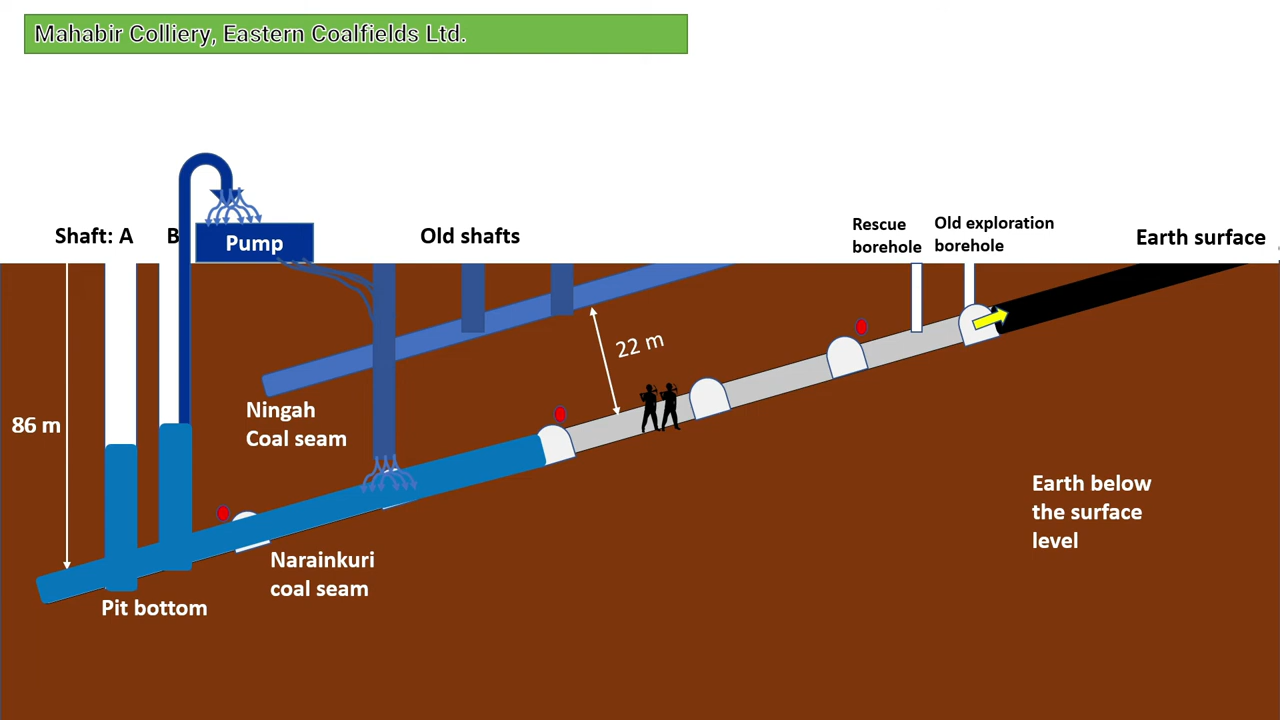 Mahabir Colliery, Eastern Coalfields Ltd.
Shaft: A
B
Pump
Old shafts
Rescue
borehole
Old exploration
borehole
Earth surface
22 m
86 m
Ningah
Coal seam
Earth below
the surface
level
Narainkuri
coal seam
Pit bottom